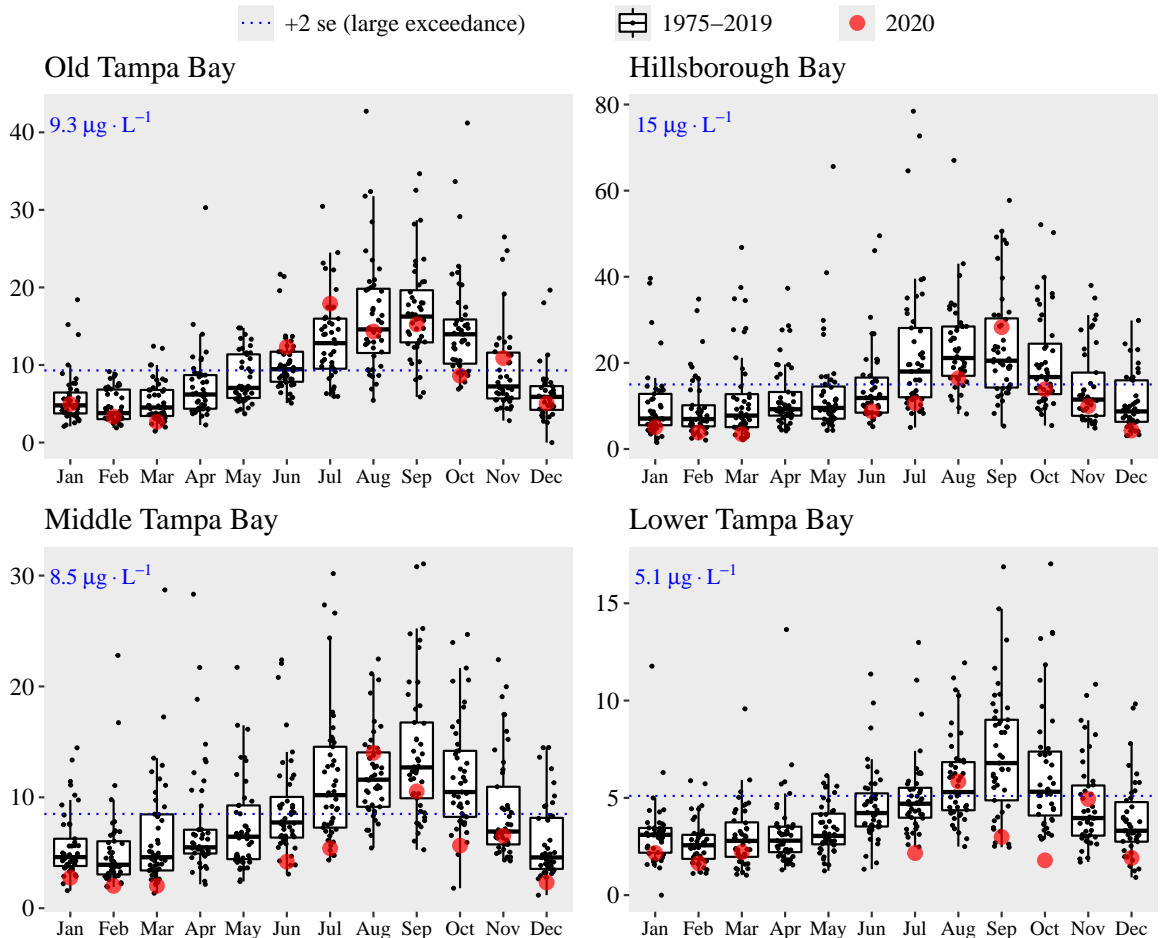 +2 se (large exceedance) 1975–2019 2020
Old Tampa Bay
9.3 μg · L⁻¹
40
30
20
10
0
Jan Feb Mar Apr May Jun Jul Aug Sep Oct Nov Dec
Hillsborough Bay
15 μg · L⁻¹
80
60
40
20
0
Jan Feb Mar Apr May Jun Jul Aug Sep Oct Nov Dec
Middle Tampa Bay
8.5 μg · L⁻¹
30
20
10
0
Jan Feb Mar Apr May Jun Jul Aug Sep Oct Nov Dec
Lower Tampa Bay
5.1 μg · L⁻¹
15
10
5
0
Jan Feb Mar Apr May Jun Jul Aug Sep Oct Nov Dec